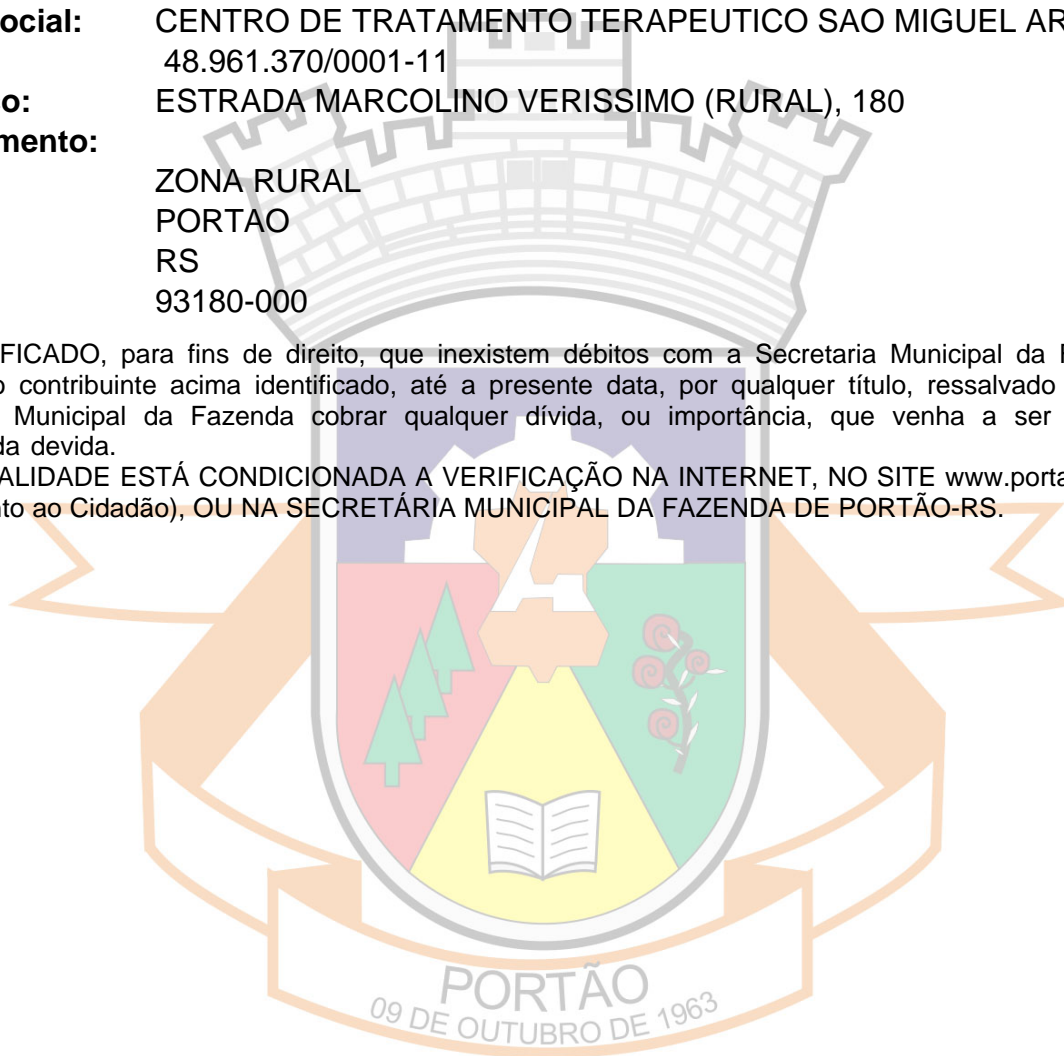 ocial: CENTRO DE TRATAMENTO TERAPEUTICO SAO MIGUEL AR
48.961.370/0001-11
o: ESTRADA MARCOLINO VERISSIMO (RURAL), 180
mento:
ZONA RURAL
PORTAO
RS
93180-000
FICADO, para fins de direito, que inexistem débitos com a Secretaria Municipal da F
o contribuinte acima identificado, até a presente data, por qualquer título, ressalvado
Municipal da Fazenda cobrar qualquer dívida, ou importância, que venha a ser
da devida.
ALIDADE ESTÁ CONDICIONADA A VERIFICAÇÃO NA INTERNET, NO SITE www.porta
nto ao Cidadão), OU NA SECRETÁRIA MUNICIPAL DA FAZENDA DE PORTÃO-RS.
PORTÃO
09 DE OUTUBRO DE 1963